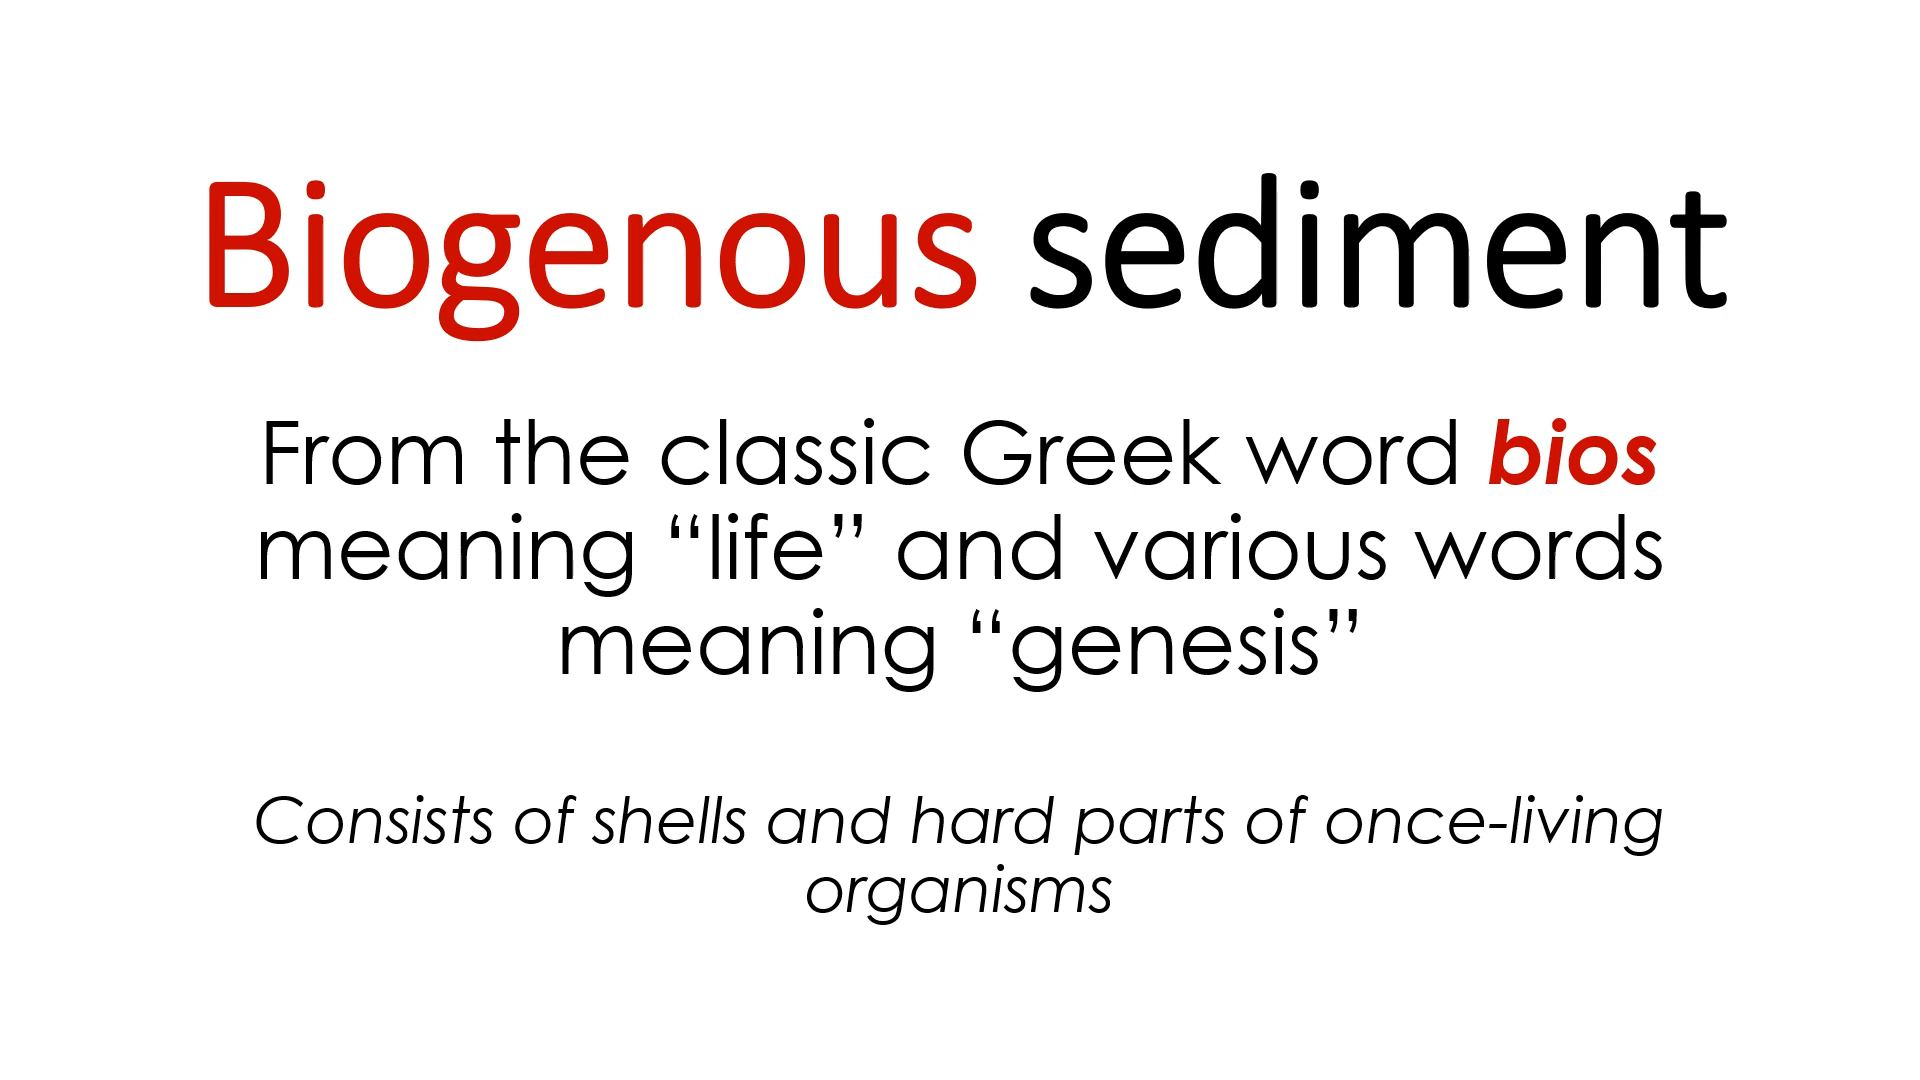 Biogenous sediment
From the classic Greek word bios
meaning “life” and various words
meaning “genesis”
Consists of shells and hard parts of once-living
organisms